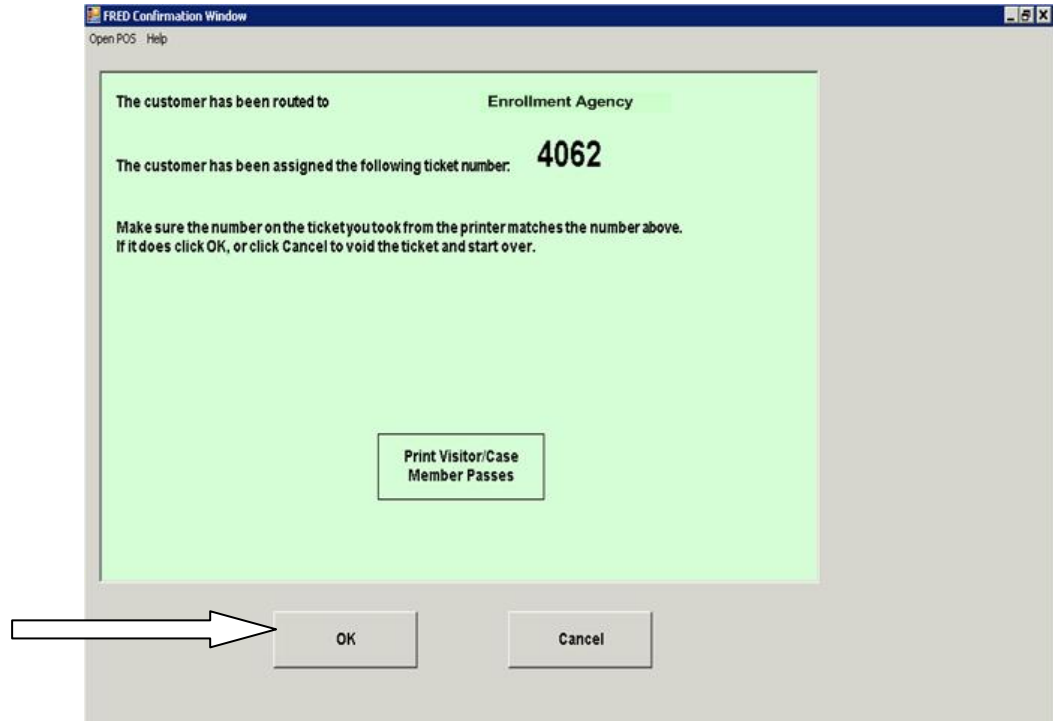 FRED Confirmation Window
Open POS Help
The customer has been routed to Enrollment Agency
The customer has been assigned the following ticket number: 4062
Make sure the number on the ticket you took from the printer matches the number above.
If it does click OK, or click Cancel to void the ticket and start over.
Print Visitor/Case
Member Passes
OK Cancel